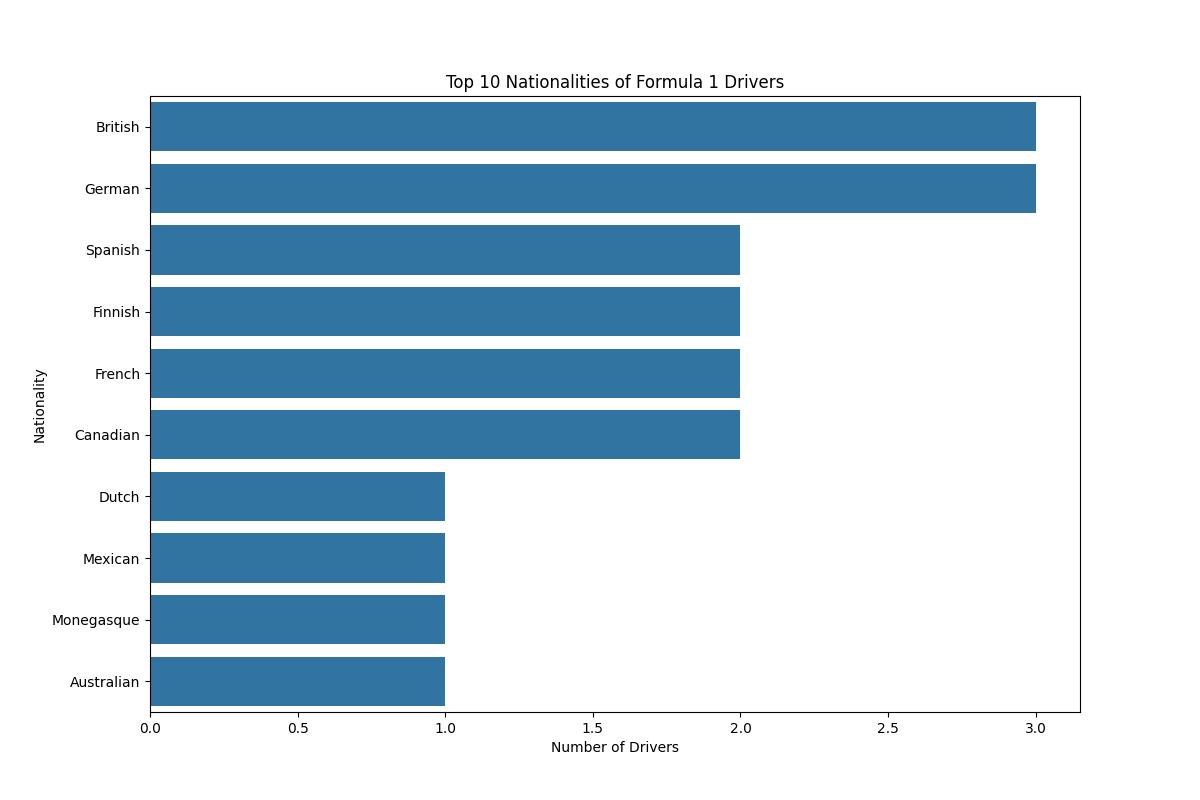 Top 10 Nationalities of Formula 1 Drivers
British
German
Spanish
Finnish
French
Canadian
Dutch
Mexican
Monegasque
Australian
Nationality
0.0 0.5 1.0 1.5 2.0 2.5 3.0
Number of Drivers